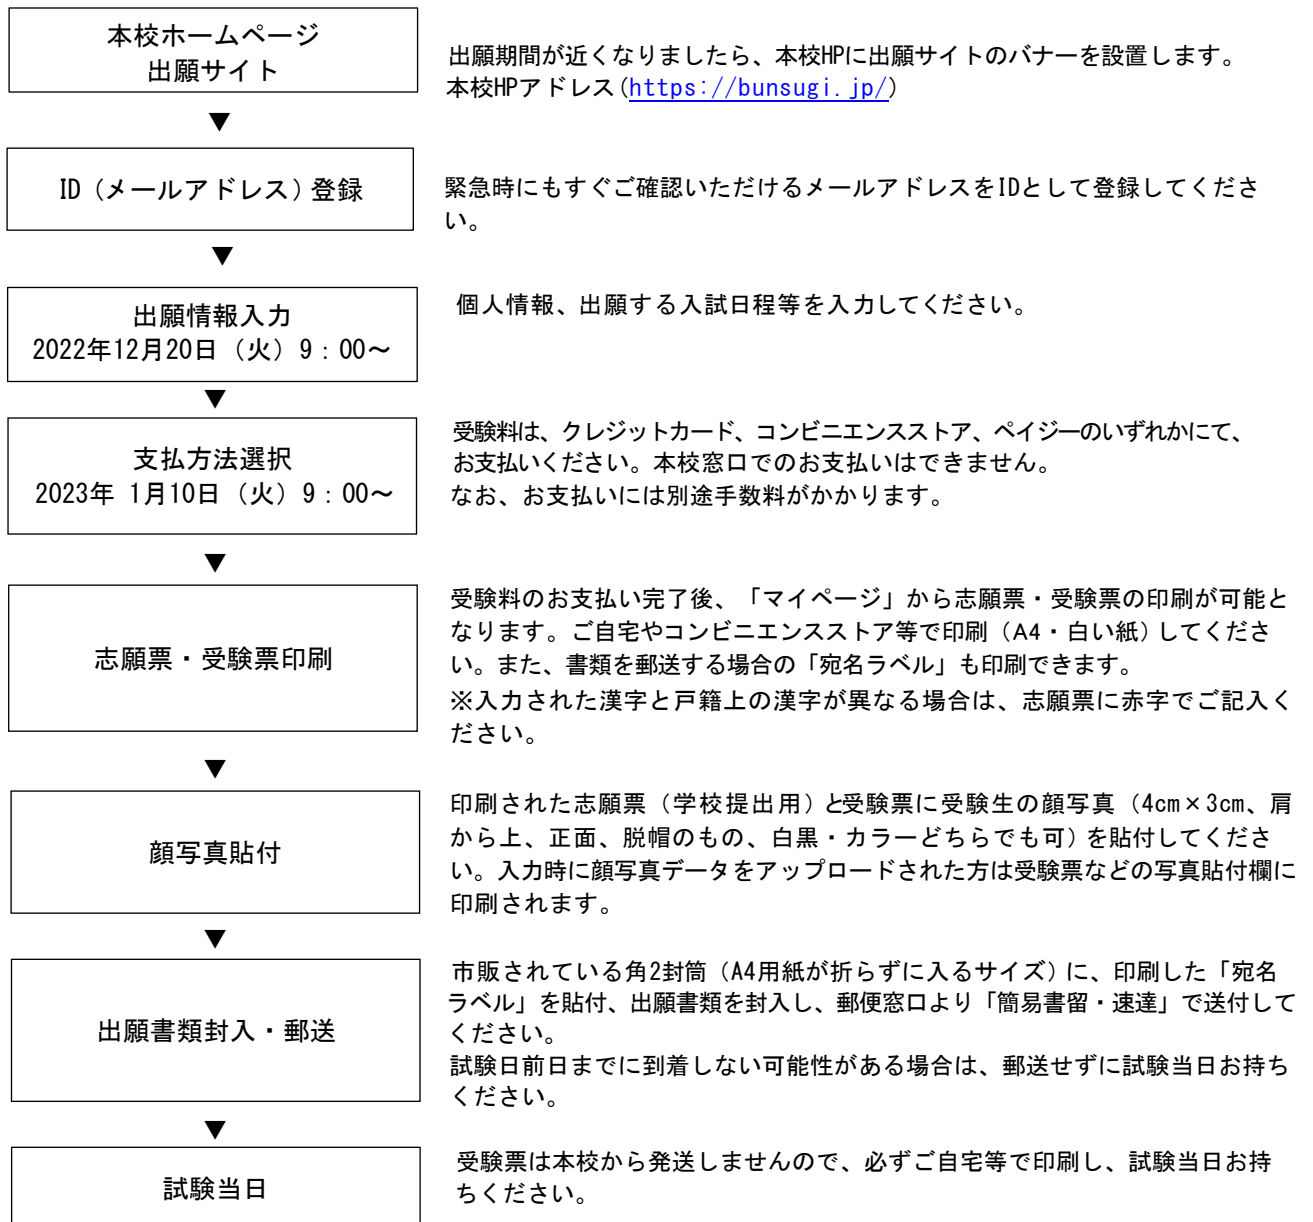 本校ホームページ
出願サイト
出願期間が近くなりましたら、本校HPに出願サイトのバナーを設置します。
本校HPアドレス(https://bunsugi.jp/)
▼
ID（メールアドレス）登録
緊急時にもすぐご確認いただけるメールアドレスをIDとして登録してくださ
い。
▼
出願情報入力
2022年12月20日（火）9：00～
個人情報、出願する入試日程等を入力してください。
▼
支払方法選択
2023年 1月10日（火）9：00～
受験料は、クレジットカード、コンビニエンスストア、ペイジーのいずれかにて、
お支払いください。本校窓口でのお支払いはできません。
なお、お支払いには別途手数料がかかります。
▼
志願票・受験票印刷
受験料のお支払い完了後、「マイページ」から志願票・受験票の印刷が可能と
なります。ご自宅やコンビニエンスストア等で印刷（A4・白い紙）してくださ
い。また、書類を郵送する場合の「宛名ラベル」も印刷できます。
※入力された漢字と戸籍上の漢字が異なる場合は、志願票に赤字でご記入く
ださい。
▼
顔写真貼付
印刷された志願票（学校提出用）と受験票に受験生の顔写真（4cm×3cm、肩
から上、正面、脱帽のもの、白黒・カラーどちらでも可）を貼付してくださ
い。入力時に顔写真データをアップロードされた方は受験票などの写真貼付欄に
印刷されます。
▼
出願書類封入・郵送
市販されている角2封筒（A4用紙が折らずに入るサイズ）に、印刷した「宛名
ラベル」を貼付、出願書類を封入し、郵便窓口より「簡易書留・速達」で送付して
ください。
試験日前日までに到着しない可能性がある場合は、郵送せずに試験当日お持ち
ください。
▼
試験当日
受験票は本校から発送しませんので、必ずご自宅等で印刷し、試験当日お持
ちください。